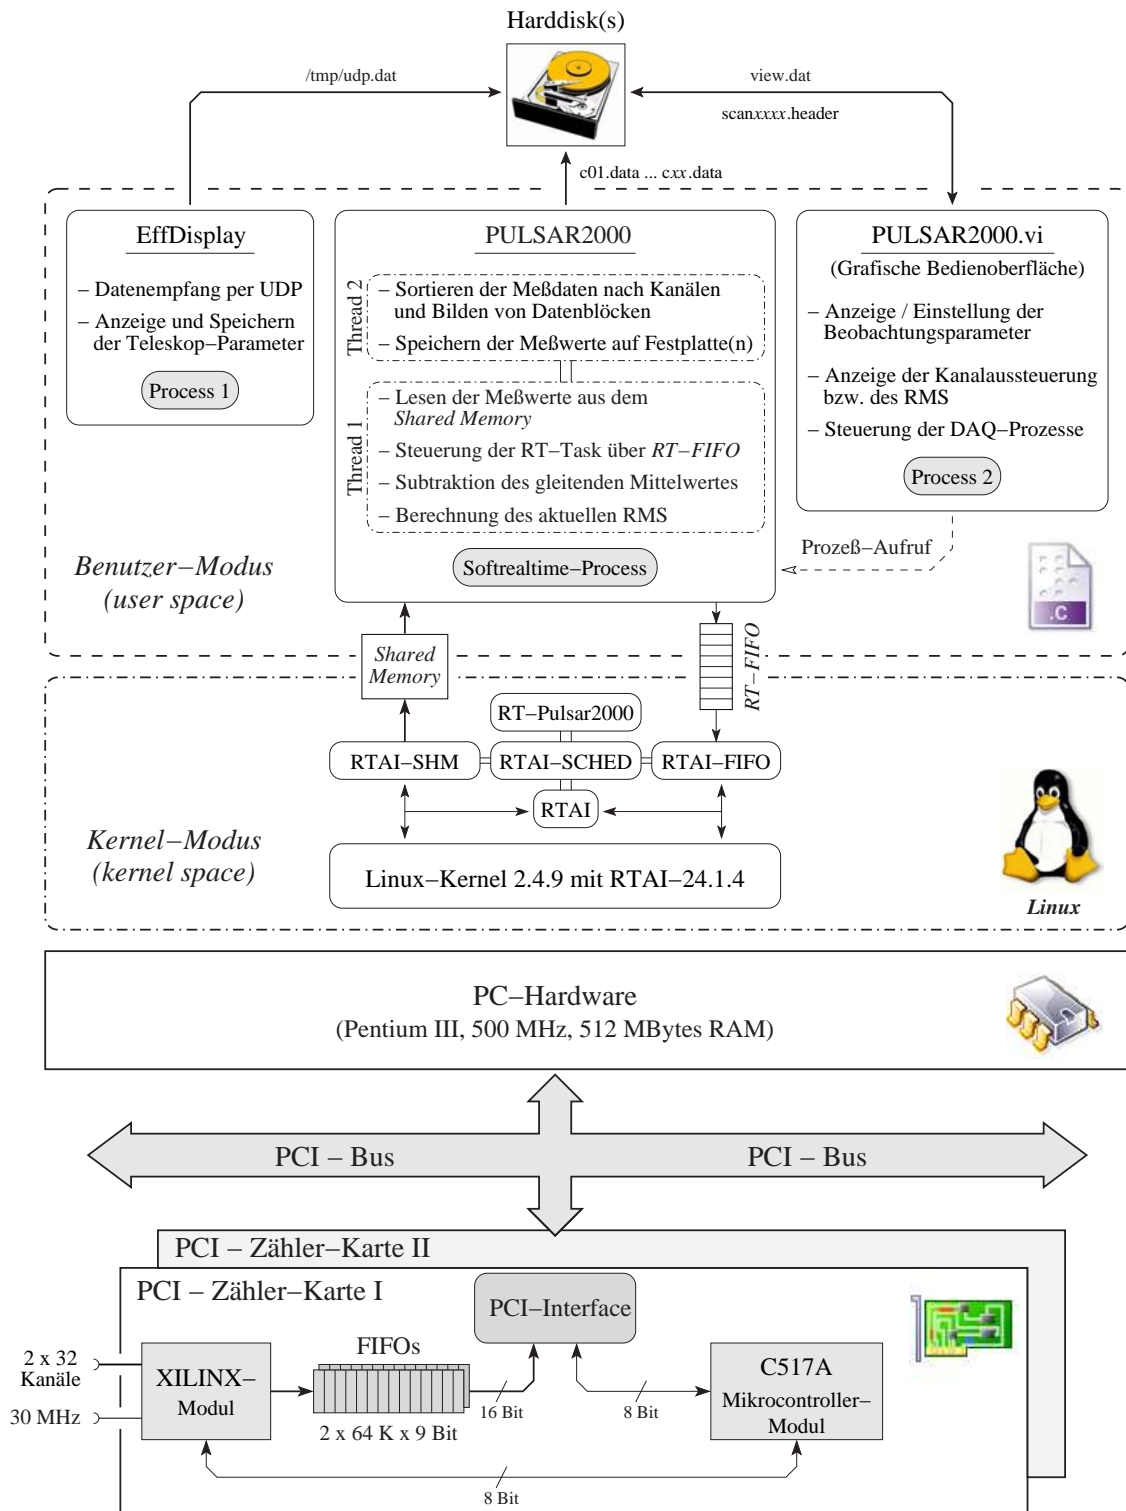 Harddisk(s)
/tmp/udp.dat
view.dat
scanxxxx.header
c01.data ... cxx.data
EffDisplay
– Datenempfang per UDP
– Anzeige und Speichern
der Teleskop–Parameter
Process 1
PULSAR2000
Thread 2
– Sortieren der Meßdaten nach Kanälen
und Bilden von Datenblöcken
– Speichern der Meßwerte auf Festplatte(n)
Thread 1
– Lesen der Meßwerte aus dem
Shared Memory
– Steuerung der RT–Task über RT–FIFO
– Subtraktion des gleitenden Mittelwertes
– Berechnung des aktuellen RMS
Softrealtime–Process
PULSAR2000.vi
(Grafische Bedienoberfläche)
– Anzeige / Einstellung der
Beobachtungsparameter
– Anzeige der Kanalaussteuerung
bzw. des RMS
– Steuerung der DAQ–Prozesse
Process 2
Prozeß–Aufruf
.C
Benutzer–Modus
(user space)
Shared
Memory
RT–FIFO
RT–Pulsar2000
RTAI–SHM
RTAI–SCHED
RTAI–FIFO
RTAI
Kernel–Modus
(kernel space)
Linux–Kernel 2.4.9 mit RTAI–24.1.4
Linux
PC–Hardware
(Pentium III, 500 MHz, 512 MBytes RAM)
PCI – Bus
PCI – Bus
PCI – Zähler–Karte II
PCI – Zähler–Karte I
PCI–Interface
2 x 32
Kanäle
30 MHz
XILINX–
Modul
FIFOs
2 x 64 K x 9 Bit
16 Bit
8 Bit
C517A
Mikrocontroller–
Modul
8 Bit